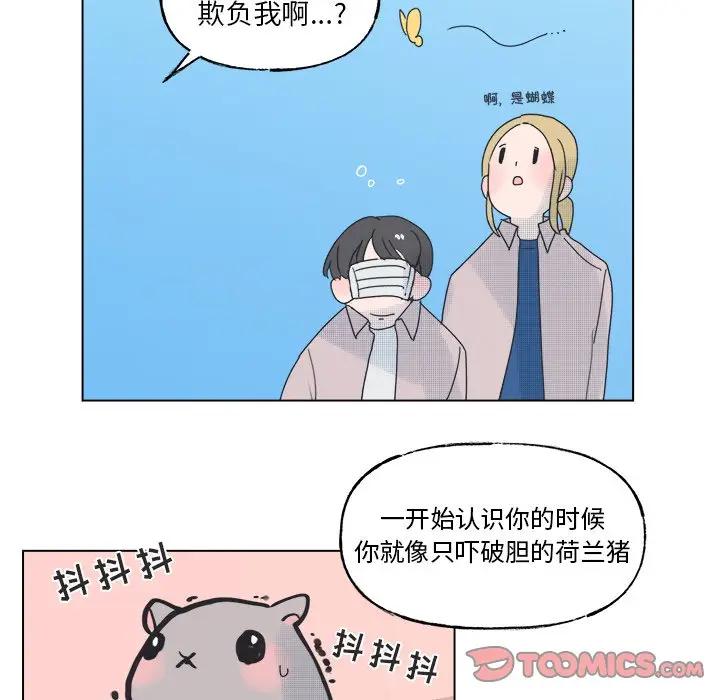 欺负我啊...?
啊, 是蝴蝶
一开始认识你的时候
你就像只吓破胆的荷兰猪
抖抖抖
抖抖抖
TOOMICS.COM